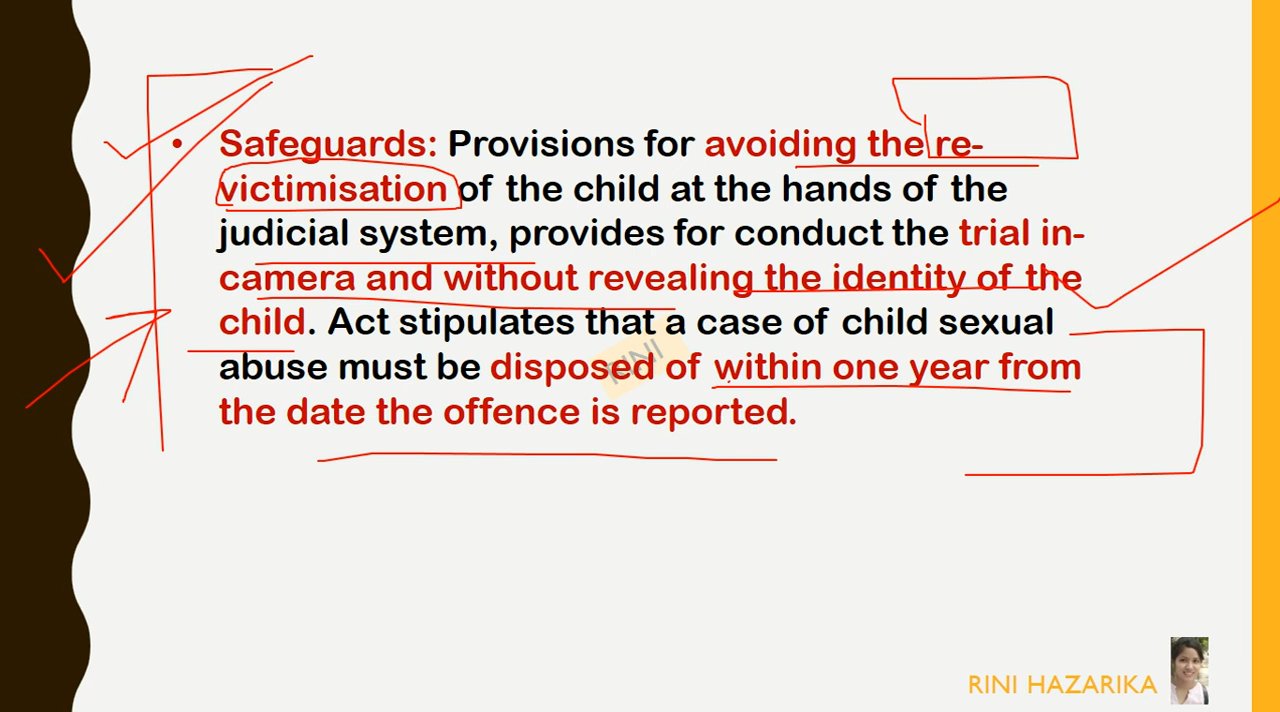 • Safeguards: Provisions for avoiding the re-
victimisation of the child at the hands of the
judicial system, provides for conduct the trial in-
camera and without revealing the identity of the
child. Act stipulates that a case of child sexual
abuse must be disposed of within one year from
the date the offence is reported.
RINI
RINI HAZARIKA